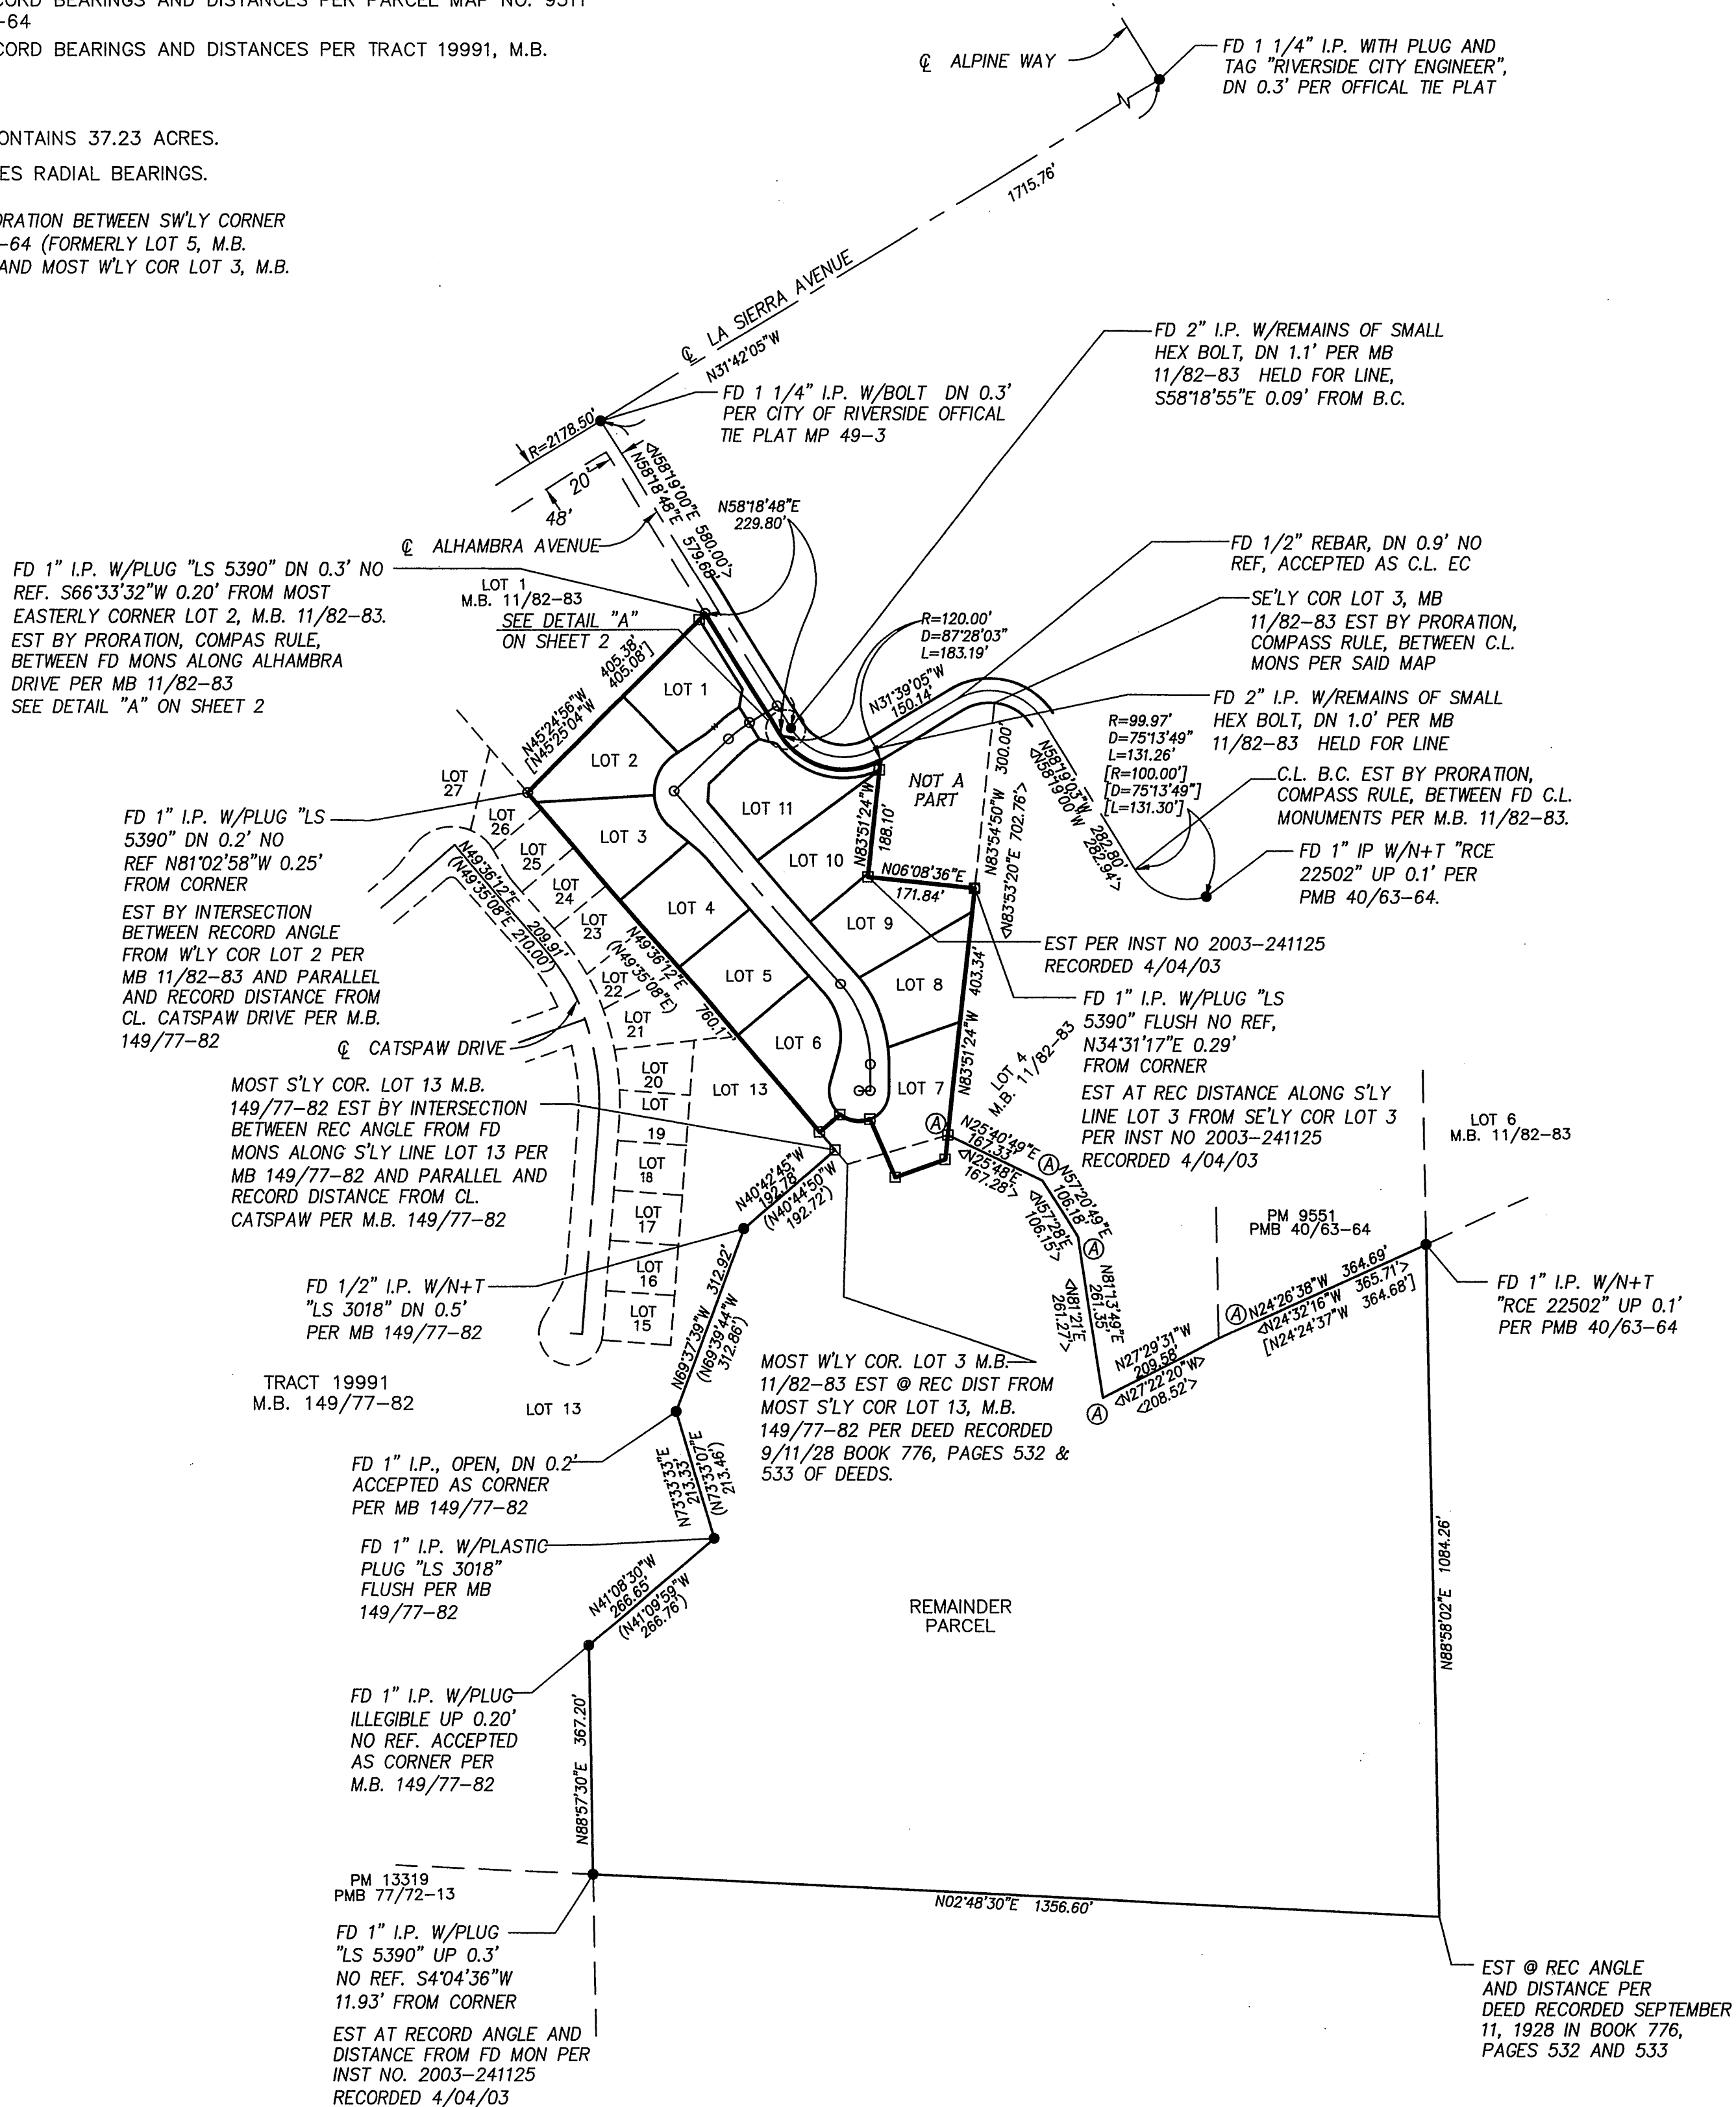 CORD BEARINGS AND DISTANCES PER PARCEL MAP NO. 9511
-64
CORD BEARINGS AND DISTANCES PER TRACT 19991, M.B.
ONTAINS 37.23 ACRES.
ES RADIAL BEARINGS.
ORATION BETWEEN SW'LY CORNER
-64 (FORMERLY LOT 5, M.B.
AND MOST W'LY COR LOT 3, M.B.
℄ ALPINE WAY
FD 1 1/4" I.P. WITH PLUG AND
TAG "RIVERSIDE CITY ENGINEER",
DN 0.3' PER OFFICAL TIE PLAT
1715.76'
℄ LA SIERRA AVENUE
N31°42'05"W
FD 2" I.P. W/REMAINS OF SMALL
HEX BOLT, DN 1.1' PER MB
11/82-83 HELD FOR LINE,
S58°18'55"E 0.09' FROM B.C.
FD 1 1/4" I.P. W/BOLT DN 0.3'
PER CITY OF RIVERSIDE OFFICAL
TIE PLAT MP 49-3
R=2178.50'
20'
48'
<N58°19'00"E 580.00'>
N58°18'48"E 579.68'
N58°18'48"E
229.80'
℄ ALHAMBRA AVENUE
FD 1" I.P. W/PLUG "LS 5390" DN 0.3' NO
REF. S66°33'32"W 0.20' FROM MOST
EASTERLY CORNER LOT 2, M.B. 11/82-83.
EST BY PRORATION, COMPAS RULE,
BETWEEN FD MONS ALONG ALHAMBRA
DRIVE PER MB 11/82-83
SEE DETAIL "A" ON SHEET 2
LOT 1
M.B. 11/82-83
SEE DETAIL "A"
ON SHEET 2
FD 1/2" REBAR, DN 0.9' NO
REF, ACCEPTED AS C.L. EC
SE'LY COR LOT 3, MB
11/82-83 EST BY PRORATION,
COMPASS RULE, BETWEEN C.L.
MONS PER SAID MAP
R=120.00'
D=87°28'03"
L=183.19'
N31°39'05"W
150.14'
FD 2" I.P. W/REMAINS OF SMALL
HEX BOLT, DN 1.0' PER MB
11/82-83 HELD FOR LINE
R=99.97'
D=75°13'49"
L=131.26'
[R=100.00']
[D=75°13'49"]
[L=131.30']
C.L. B.C. EST BY PRORATION,
COMPASS RULE, BETWEEN FD C.L.
MONUMENTS PER M.B. 11/82-83.
FD 1" IP W/N+T "RCE
22502" UP 0.1' PER
PMB 40/63-64.
N58°19'03"W 282.80'
<N58°19'00"W 282.94'>
N45°24'56"W 405.38'
[N45°25'04"W 405.08']
LOT 1
LOT 2
LOT 3
LOT 4
LOT 5
LOT 6
LOT 7
LOT 8
LOT 9
LOT 10
LOT 11
NOT A
PART
N83°51'24"W
188.10'
N06°08'36"E
171.84'
N83°54'50"W 300.00'
<N83°53'20"E 702.76'>
N83°51'24"W 403.34'
LOT
27
LOT
26
LOT
25
LOT
24
LOT
23
LOT
22
LOT
21
LOT
20
LOT
19
LOT
18
LOT
17
LOT
16
LOT
15
LOT 13
N49°36'12"E 209.91'
(N49°35'08"E 210.00')
N49°36'12"E 760.17'
(N49°35'08"E)
FD 1" I.P. W/PLUG "LS
5390" DN 0.2' NO
REF N81°02'58"W 0.25'
FROM CORNER
EST BY INTERSECTION
BETWEEN RECORD ANGLE
FROM W'LY COR LOT 2 PER
MB 11/82-83 AND PARALLEL
AND RECORD DISTANCE FROM
CL. CATSPAW DRIVE PER M.B.
149/77-82
℄ CATSPAW DRIVE
MOST S'LY COR. LOT 13 M.B.
149/77-82 EST BY INTERSECTION
BETWEEN REC ANGLE FROM FD
MONS ALONG S'LY LINE LOT 13 PER
MB 149/77-82 AND PARALLEL AND
RECORD DISTANCE FROM CL.
CATSPAW PER M.B. 149/77-82
EST PER INST NO 2003-241125
RECORDED 4/04/03
FD 1" I.P. W/PLUG "LS
5390" FLUSH NO REF,
N34°31'17"E 0.29'
FROM CORNER
EST AT REC DISTANCE ALONG S'LY
LINE LOT 3 FROM SE'LY COR LOT 3
PER INST NO 2003-241125
RECORDED 4/04/03
LOT 4
M.B. 11/82-83
LOT 6
M.B. 11/82-83
A
N25°40'49"E
167.33'
<N25°48'E
167.28'>
A
N57°20'49"E
106.18'
<N57°28'E
106.15'>
A
N81°13'49"E
261.35'
<N81°21'E
261.27'>
A
N27°29'31"W
209.58'
<N27°22'20"W>
<208.52'>
A
N24°26'38"W 364.69'
<N24°32'16"W 365.71'>
[N24°24'37"W 364.68']
PM 9551
PMB 40/63-64
FD 1" I.P. W/N+T
"RCE 22502" UP 0.1'
PER PMB 40/63-64
N40°42'45"W
192.78'
(N40°44'50"W
192.72')
FD 1/2" I.P. W/N+T
"LS 3018" DN 0.5'
PER MB 149/77-82
N69°37'39"W 312.92'
(N69°39'44"W
312.86')
MOST W'LY COR. LOT 3 M.B.
11/82-83 EST @ REC DIST FROM
MOST S'LY COR LOT 13, M.B.
149/77-82 PER DEED RECORDED
9/11/28 BOOK 776, PAGES 532 &
533 OF DEEDS.
TRACT 19991
M.B. 149/77-82
LOT 13
FD 1" I.P., OPEN, DN 0.2'
ACCEPTED AS CORNER
PER MB 149/77-82
N73°33'33"E
213.33'
(N73°33'07"E
213.46')
FD 1" I.P. W/PLASTIC
PLUG "LS 3018"
FLUSH PER MB
149/77-82
N41°08'30"W
266.65'
(N41°09'59"W
266.76')
REMAINDER
PARCEL
FD 1" I.P. W/PLUG
ILLEGIBLE UP 0.20'
NO REF. ACCEPTED
AS CORNER PER
M.B. 149/77-82
N88°57'30"E 367.20'
N88°58'02"E 1084.26'
PM 13319
PMB 77/72-13
N02°48'30"E 1356.60'
FD 1" I.P. W/PLUG
"LS 5390" UP 0.3'
NO REF. S4°04'36"W
11.93' FROM CORNER
EST AT RECORD ANGLE AND
DISTANCE FROM FD MON PER
INST NO. 2003-241125
RECORDED 4/04/03
EST @ REC ANGLE
AND DISTANCE PER
DEED RECORDED SEPTEMBER
11, 1928 IN BOOK 776,
PAGES 532 AND 533